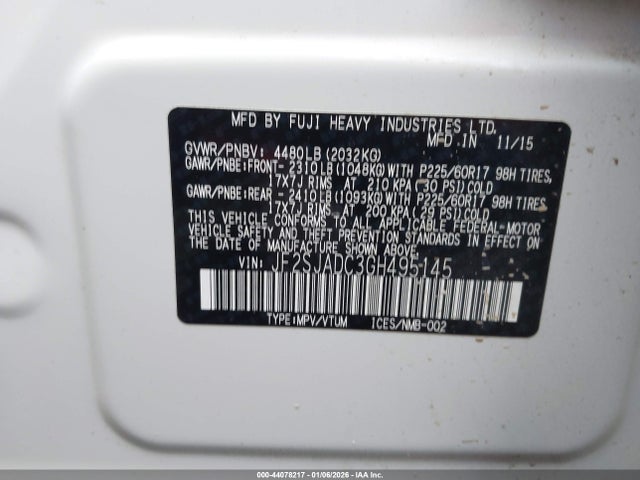 MFD BY FUJI HEAVY INDUSTRIES LTD.
MFD IN 11/15
GVWR/PNBV: 4480LB(2032KG)
GAWR/PNBE:FRONT- 2310LB(1048KG)WITH P225/60R17 98H TIRES,
17X7J RIMS AT 210 KPA (30 PSI)COLD
GAWR/PNBE:REAR - 2410LB(1093KG)WITH P225/60R17 98H TIRES,
17X7J RIMS AT 200 KPA (29 PSI)COLD
THIS VEHICLE CONFORMS TO ALL APPLICABLE FEDERAL MOTOR
VEHICLE SAFETY AND THEFT PREVENTION STANDARDS IN EFFECT
ON THE DATE OF MANUFACTURE SHOWN ABOVE.
VIN: JF2SJADC3GH495145
TYPE:MPV/VTUM ICES/NMB-002
000-44078217 - 01/06/2026 - IAA Inc.